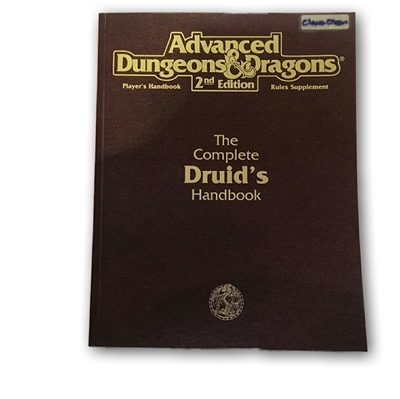 Advanced
Dungeons & Dragons®
2nd Edition
Player's Handbook
Rules Supplement
The
Complete
Druid's
Handbook